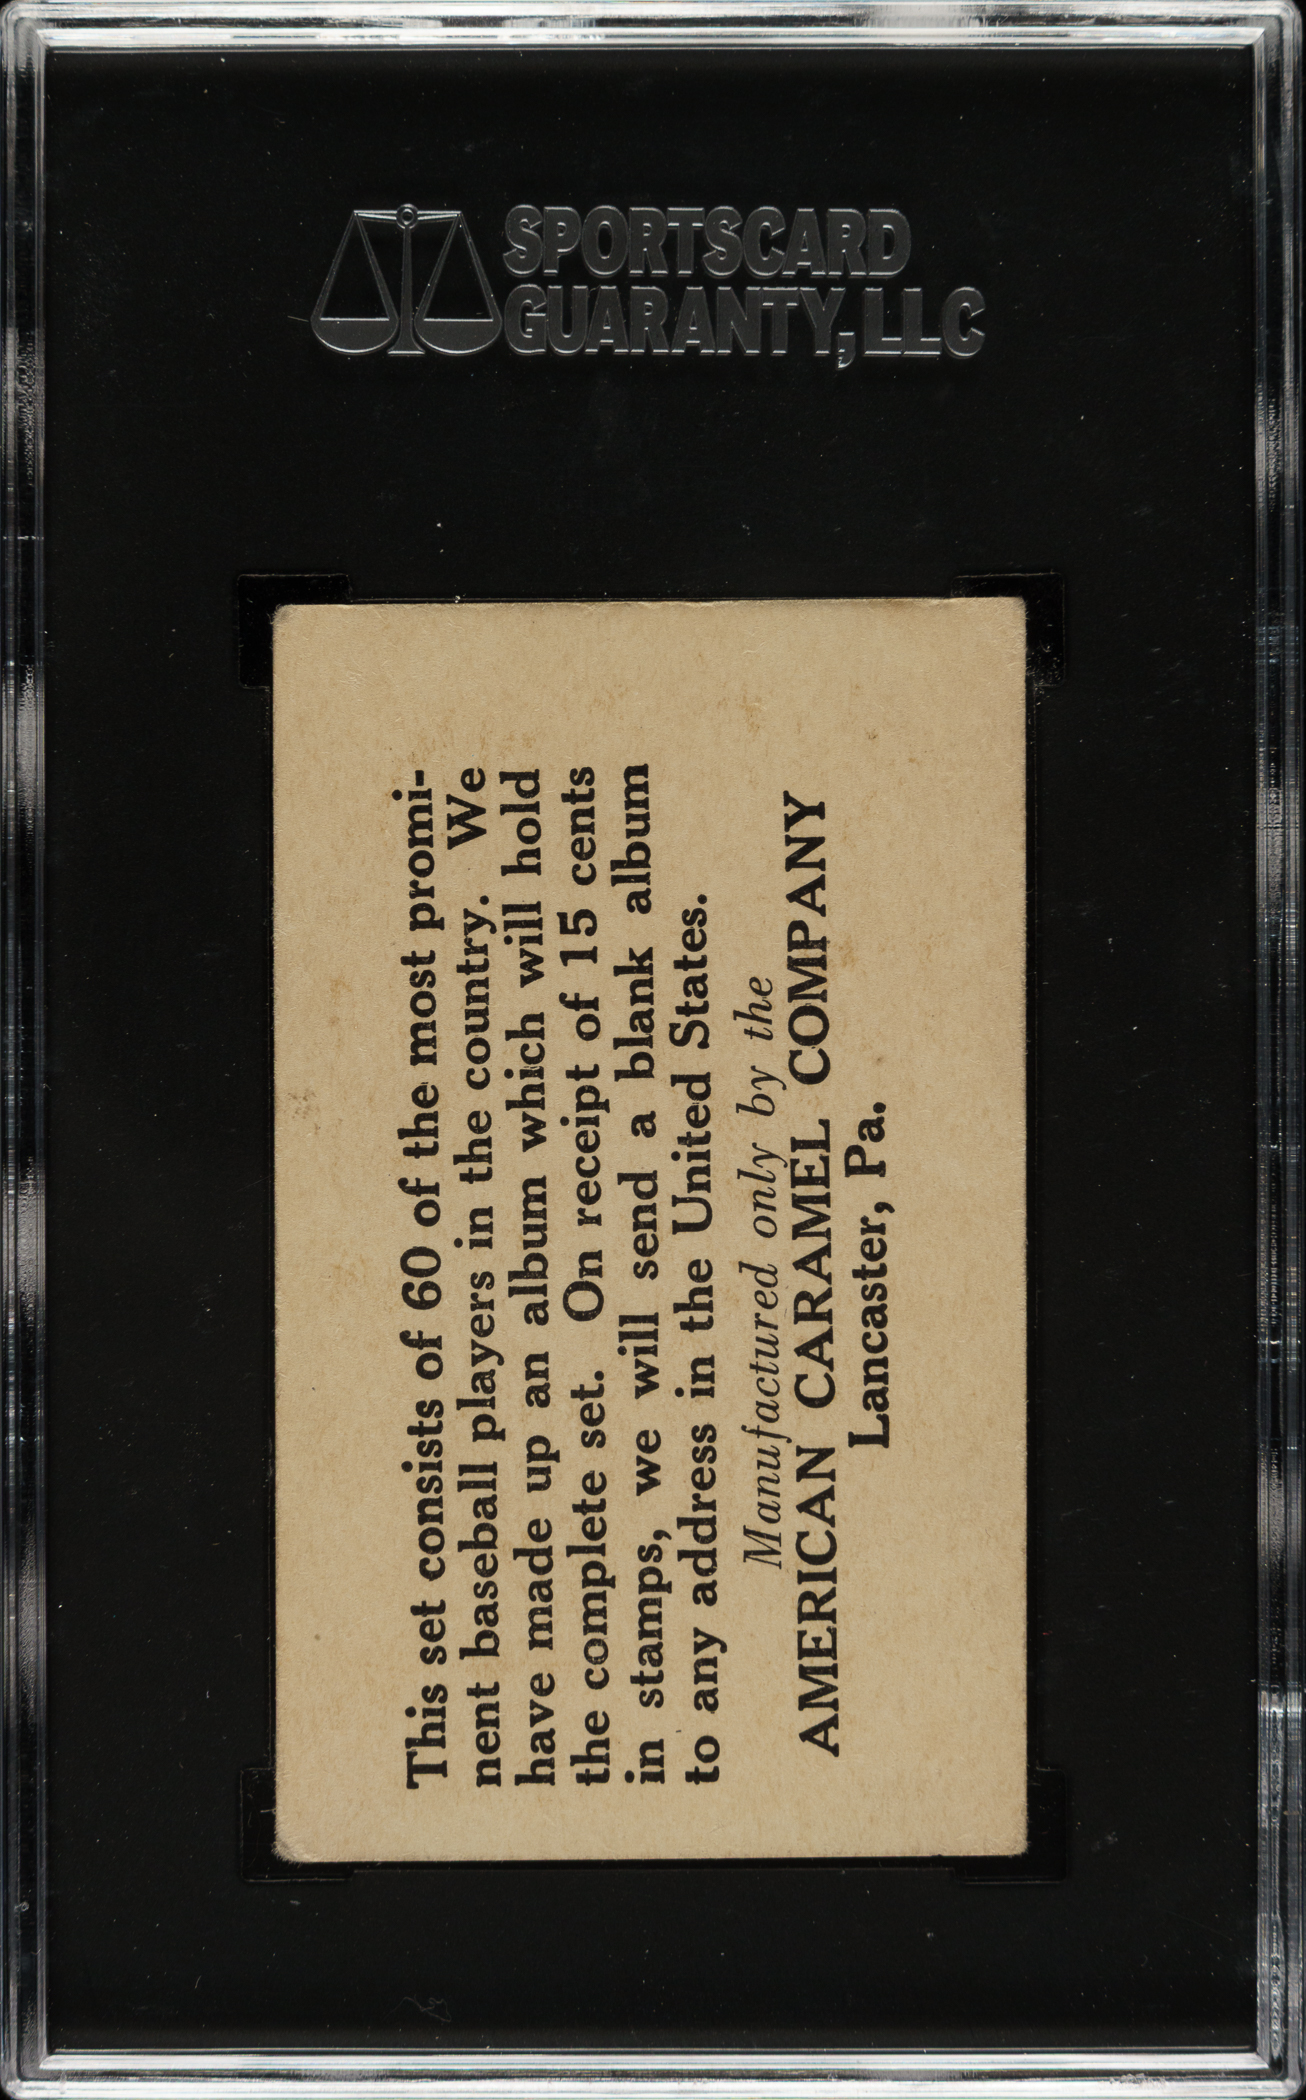 SPORTSCARD
GUARANTY, LLC
This set consists of 60 of the most promi-
nent baseball players in the country. We
have made up an album which will hold
the complete set. On receipt of 15 cents
in stamps, we will send a blank album
to any address in the United States.
Manufactured only by the
AMERICAN CARAMEL COMPANY
Lancaster, Pa.